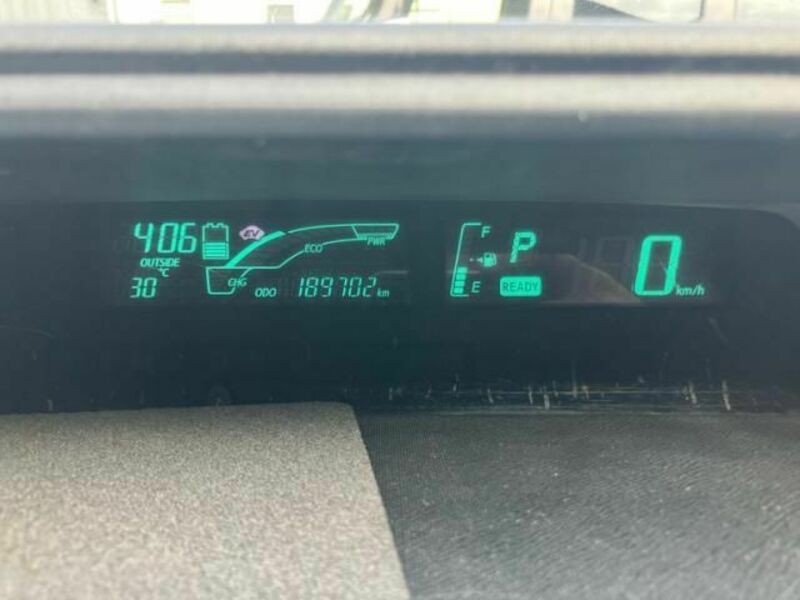 406 EV
ECO PWR
OUTSIDE
30 °C
CHG
ODO 189702 km
F
P
E
READY
0 km/h